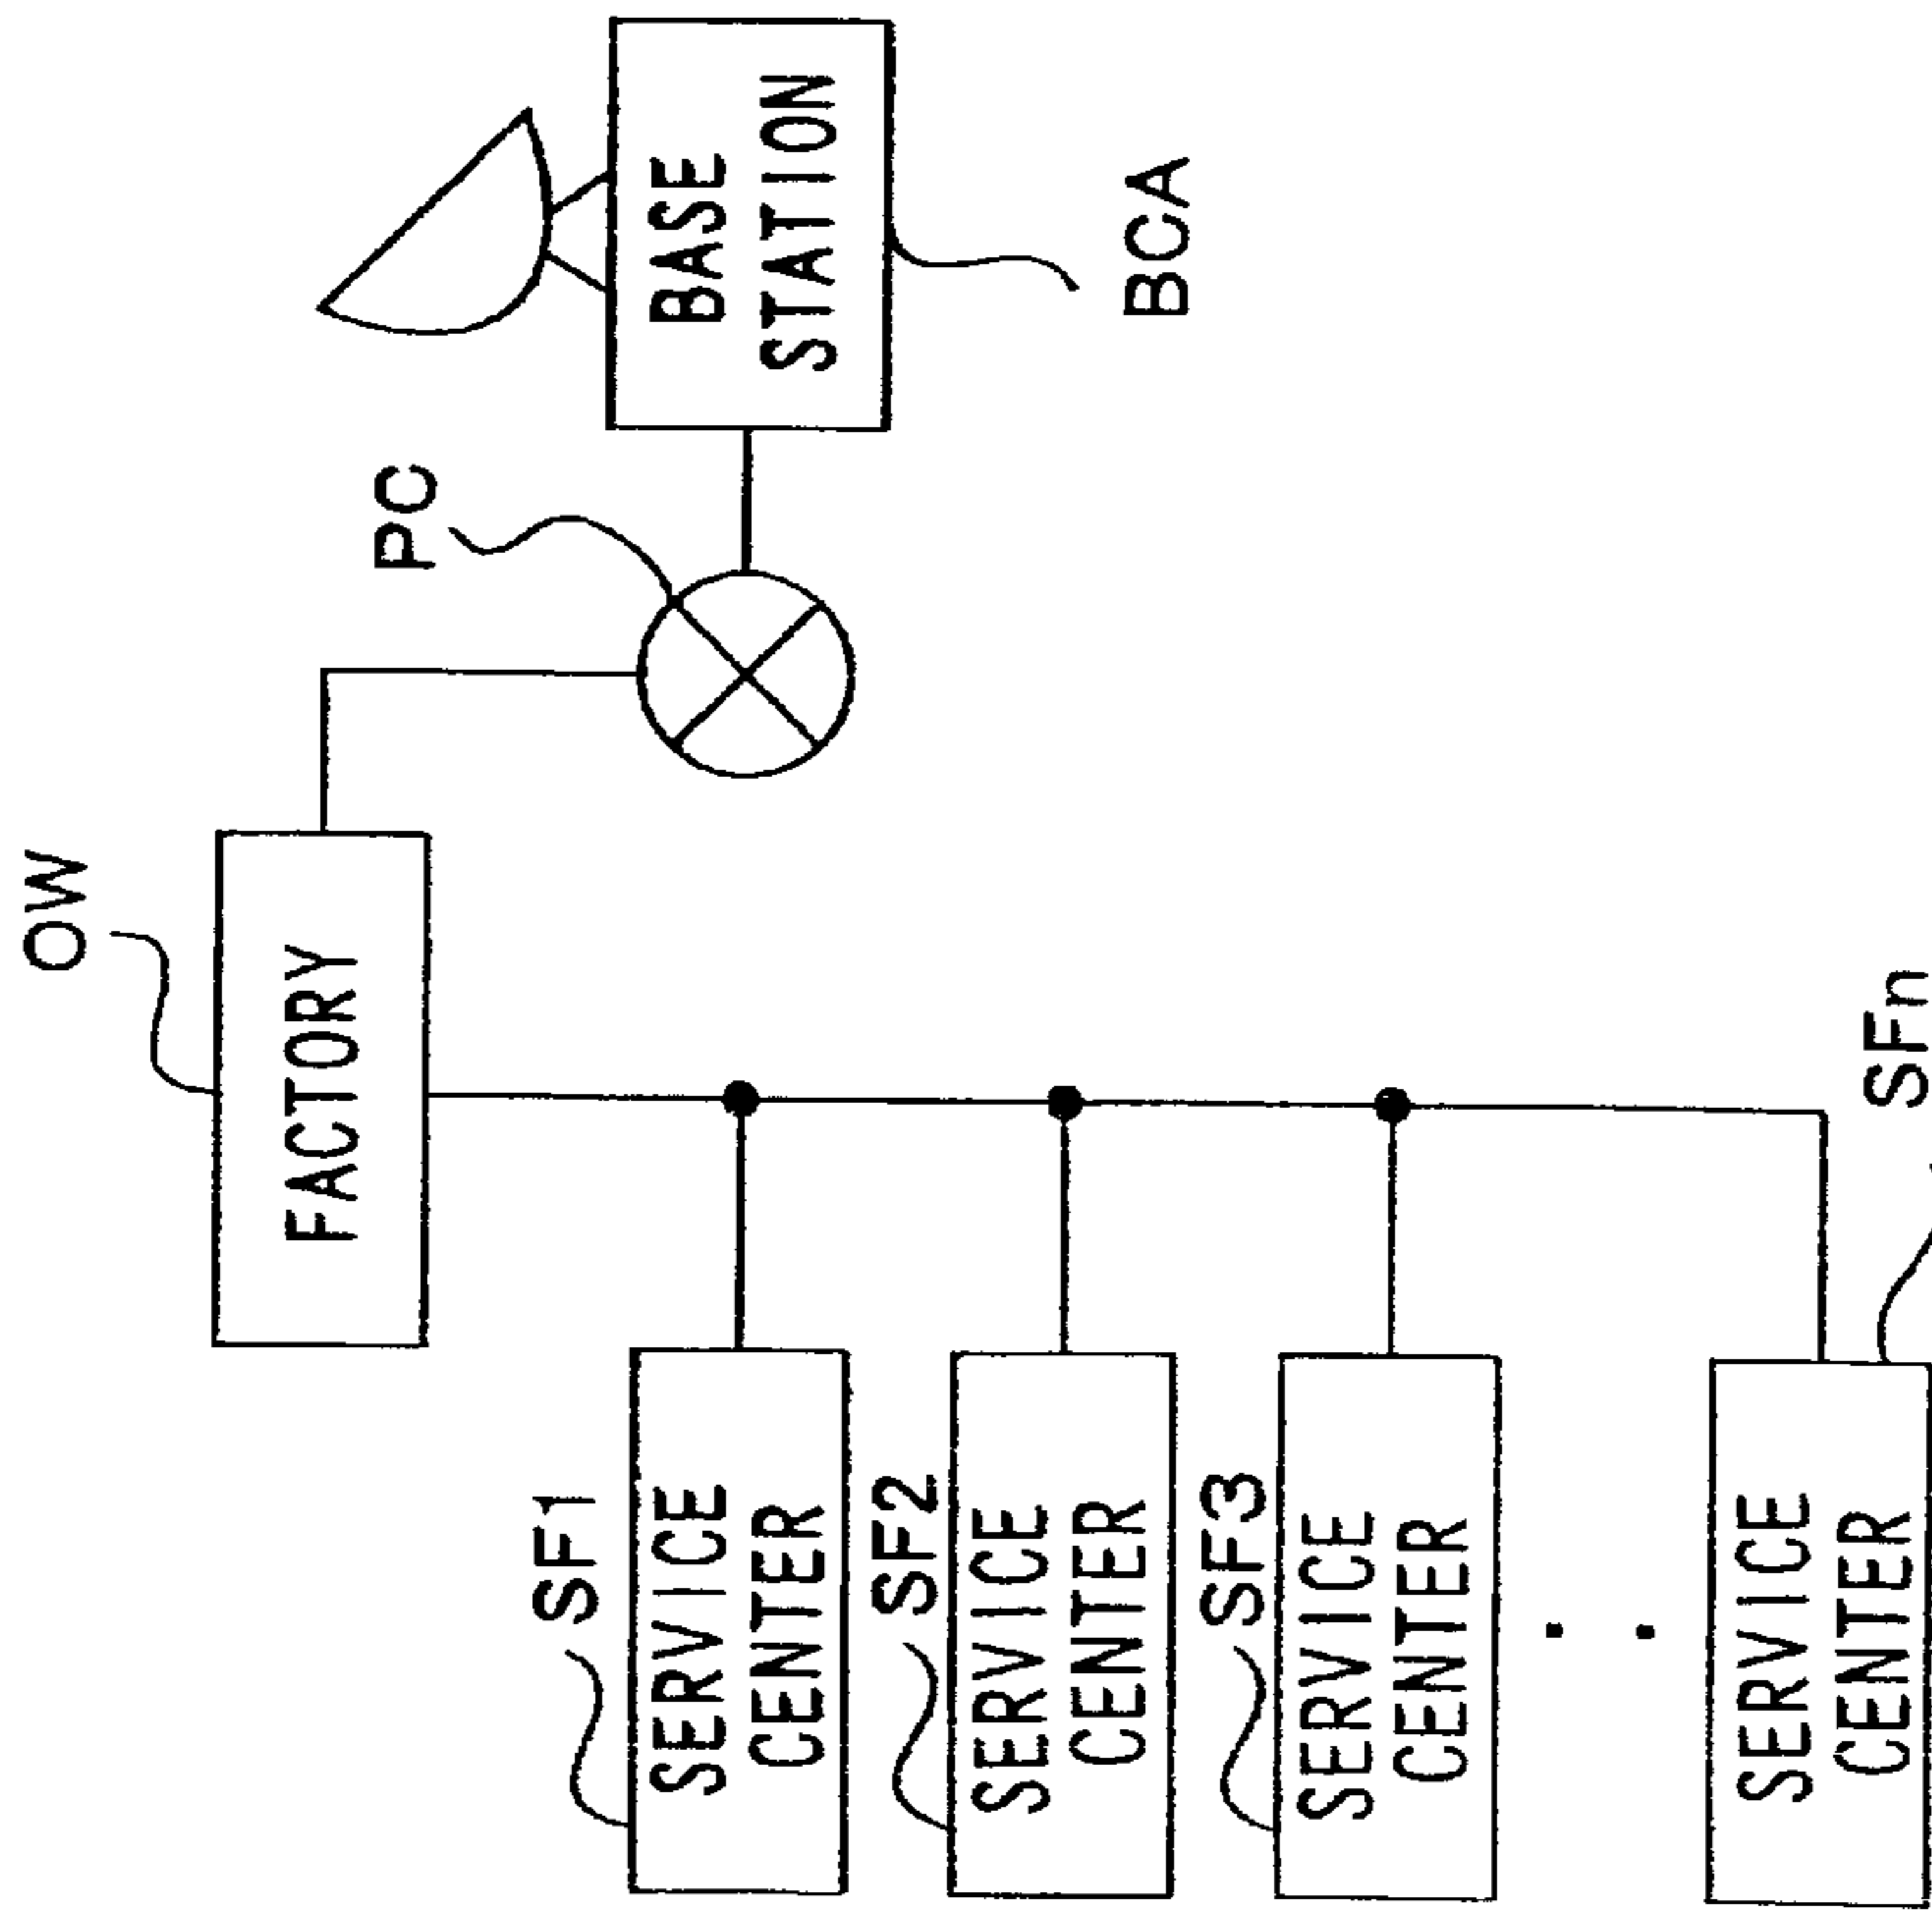 OW
FACTORY
PC
BASE
STATION
BCA
SF1
SERVICE
CENTER
SF2
SERVICE
CENTER
SF3
SERVICE
CENTER
SFn
SERVICE
CENTER